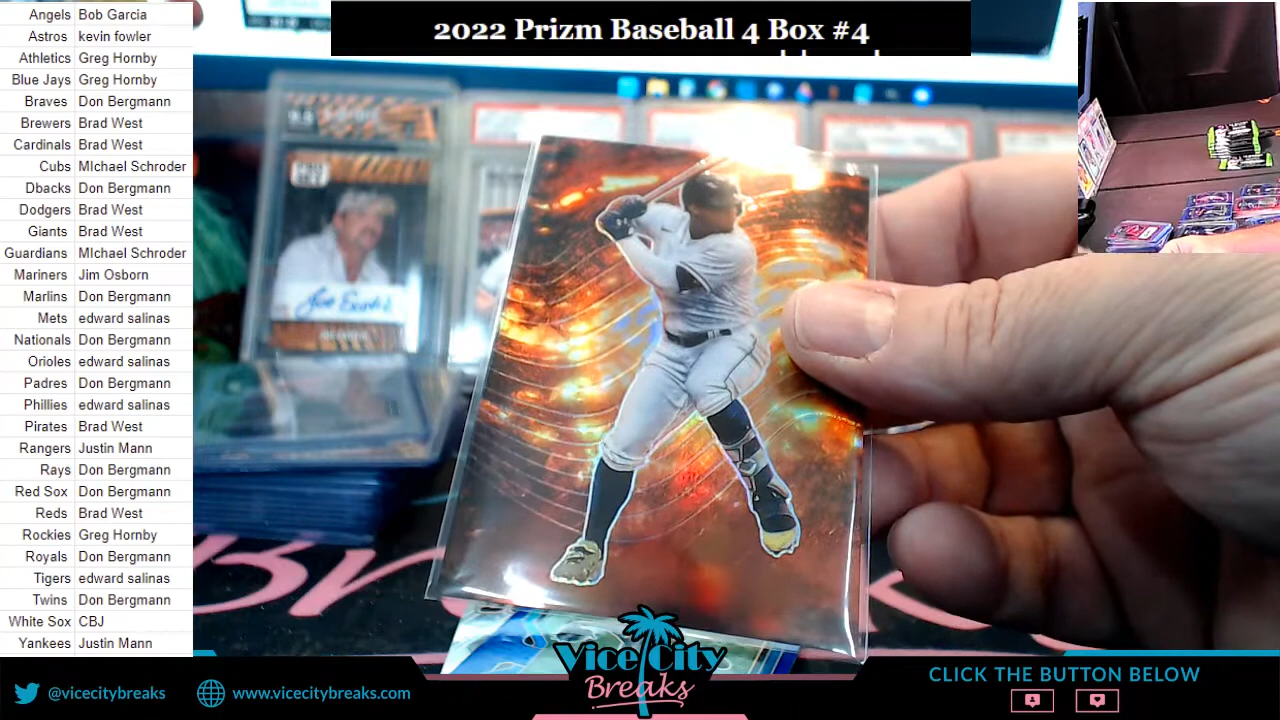 2022 Prizm Baseball 4 Box #4
Angels Bob Garcia
Astros kevin fowler
Athletics Greg Hornby
Blue Jays Greg Hornby
Braves Don Bergmann
Brewers Brad West
Cardinals Brad West
Cubs MIchael Schroder
Dbacks Don Bergmann
Dodgers Brad West
Giants Brad West
Guardians MIchael Schroder
Mariners Jim Osborn
Marlins Don Bergmann
Mets edward salinas
Nationals Don Bergmann
Orioles edward salinas
Padres Don Bergmann
Phillies edward salinas
Pirates Brad West
Rangers Justin Mann
Rays Don Bergmann
Red Sox Don Bergmann
Reds Brad West
Rockies Greg Hornby
Royals Don Bergmann
Tigers edward salinas
Twins Don Bergmann
White Sox CBJ
Yankees Justin Mann
@vicecitybreaks
www.vicecitybreaks.com
Vice City
Breaks
CLICK THE BUTTON BELOW